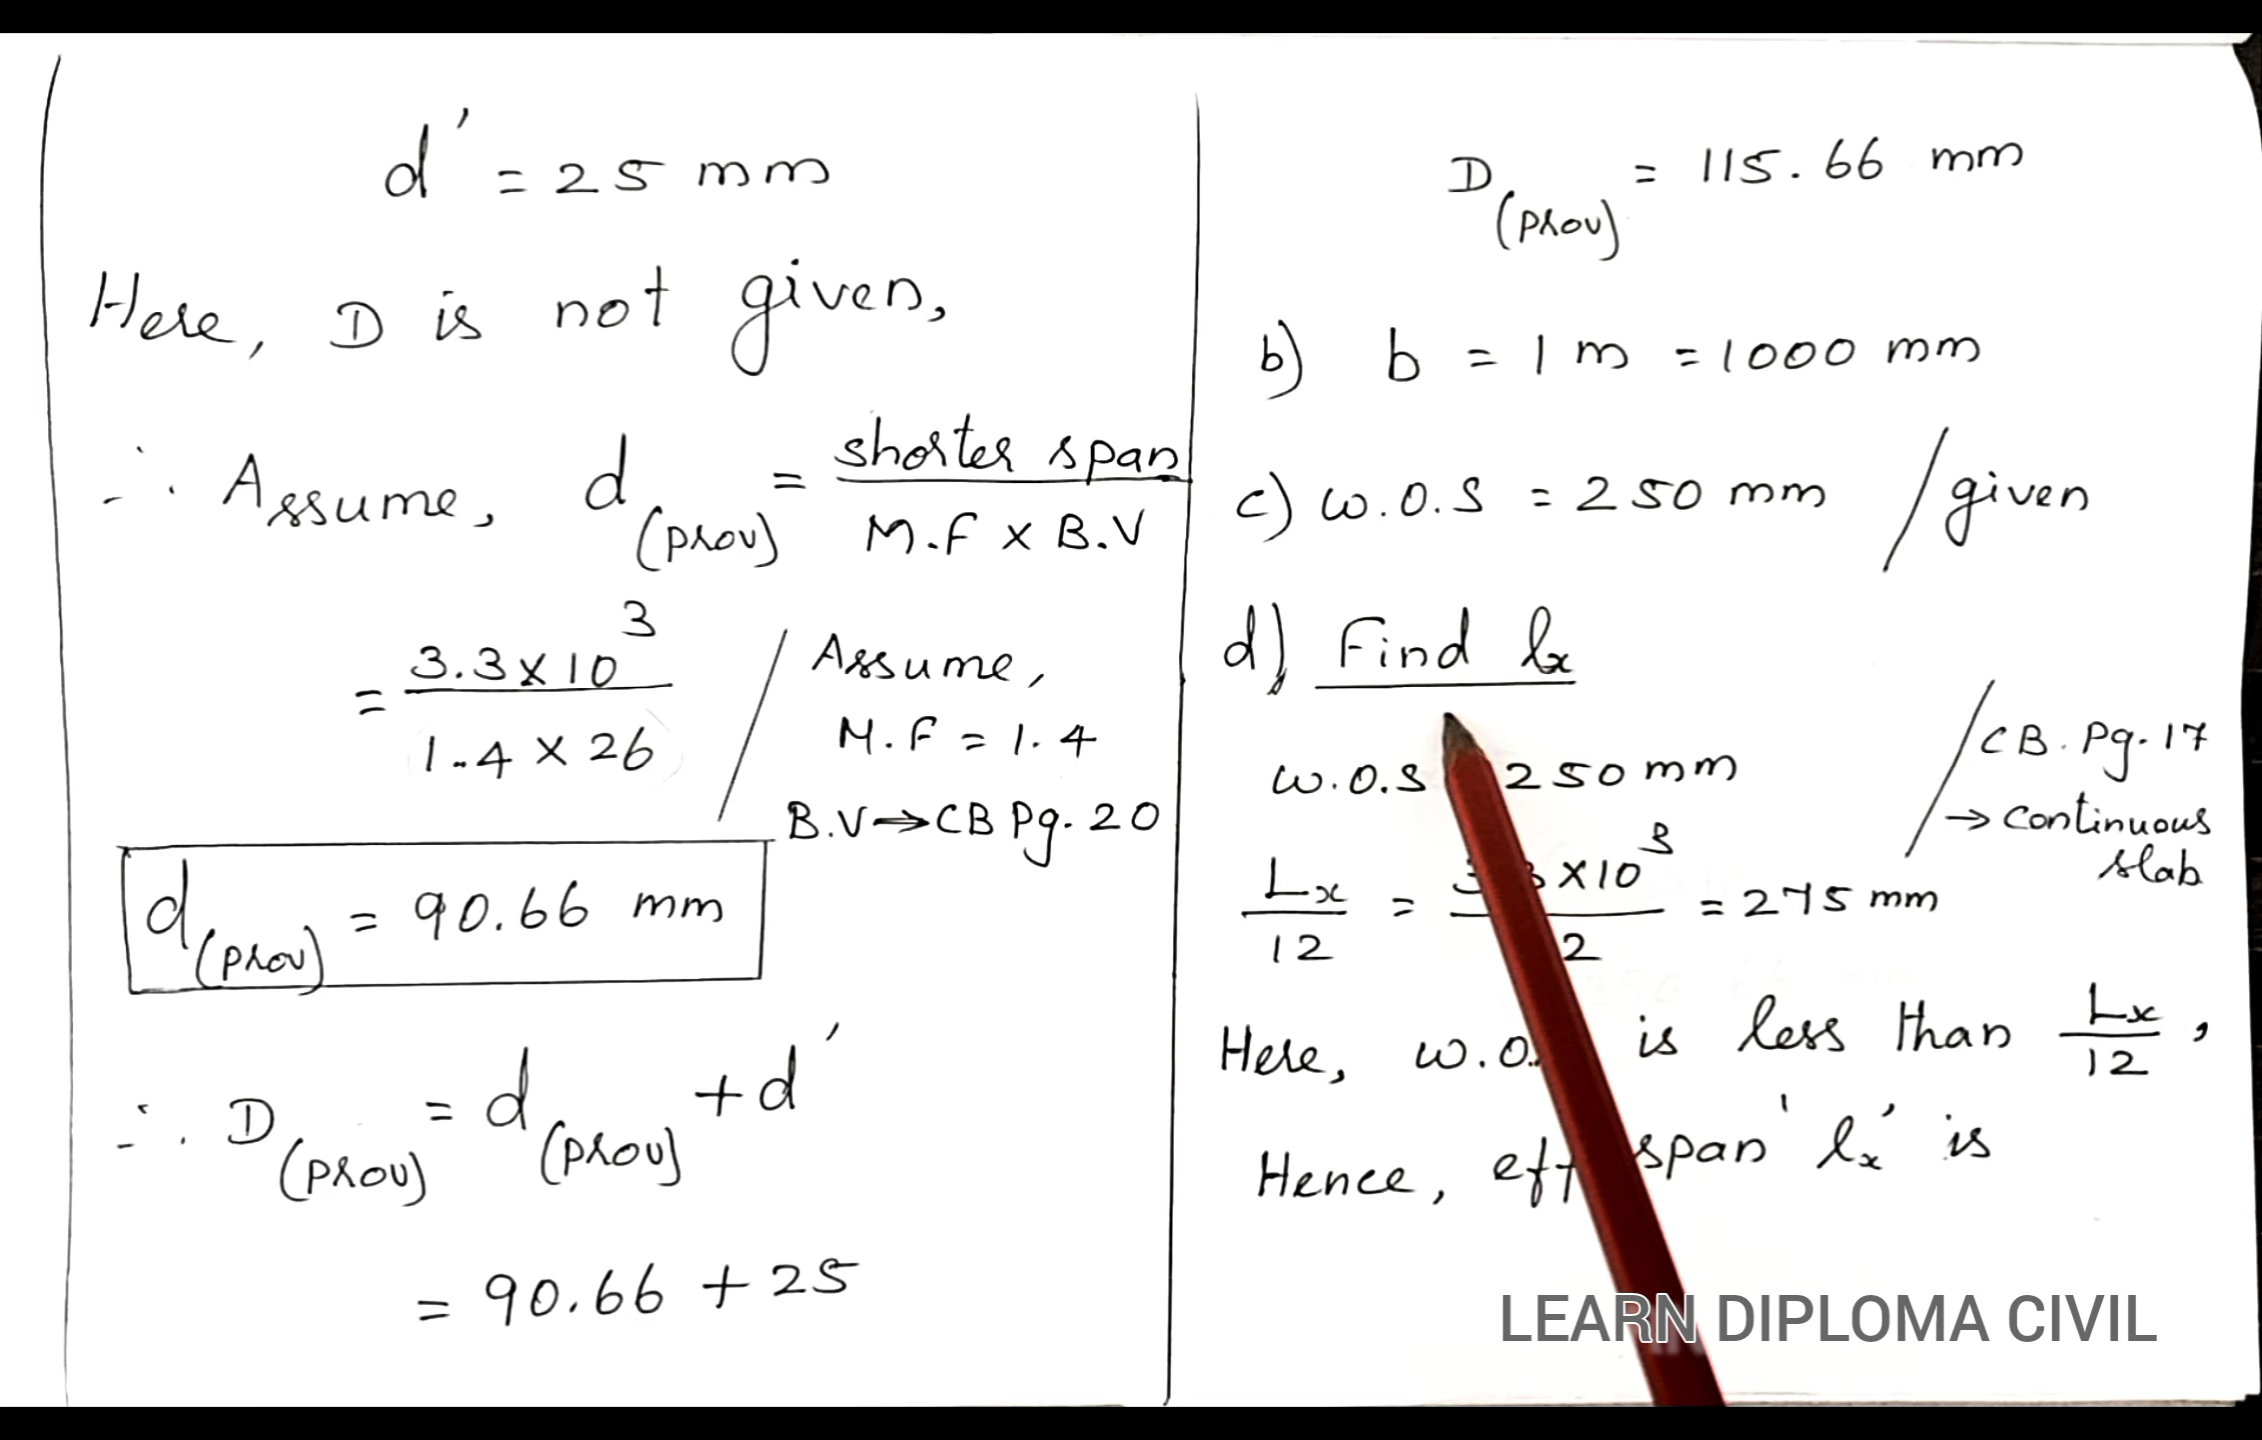 d' = 25 mm
Here, D is not given,
∴ Assume, d(prov) = shorter span / M.F x B.V
= 3.3 x 10³ / 1.4 x 26 / Assume,
M.F = 1.4
B.V → CB Pg. 20
d(prov) = 90.66 mm
∴ D(prov) = d(prov) + d'
= 90.66 + 25
D(prov) = 115.66 mm
b) b = 1 m = 1000 mm
c) w.o.s = 250 mm / given
d) Find lx
w.o.s 250 mm / CB. Pg. 17
→ continuous
slab
Lx / 12 = x 10³ / 2 = 275 mm
Here, w.o. is less than Lx / 12,
Hence, eff span 'lx' is
LEARN DIPLOMA CIVIL